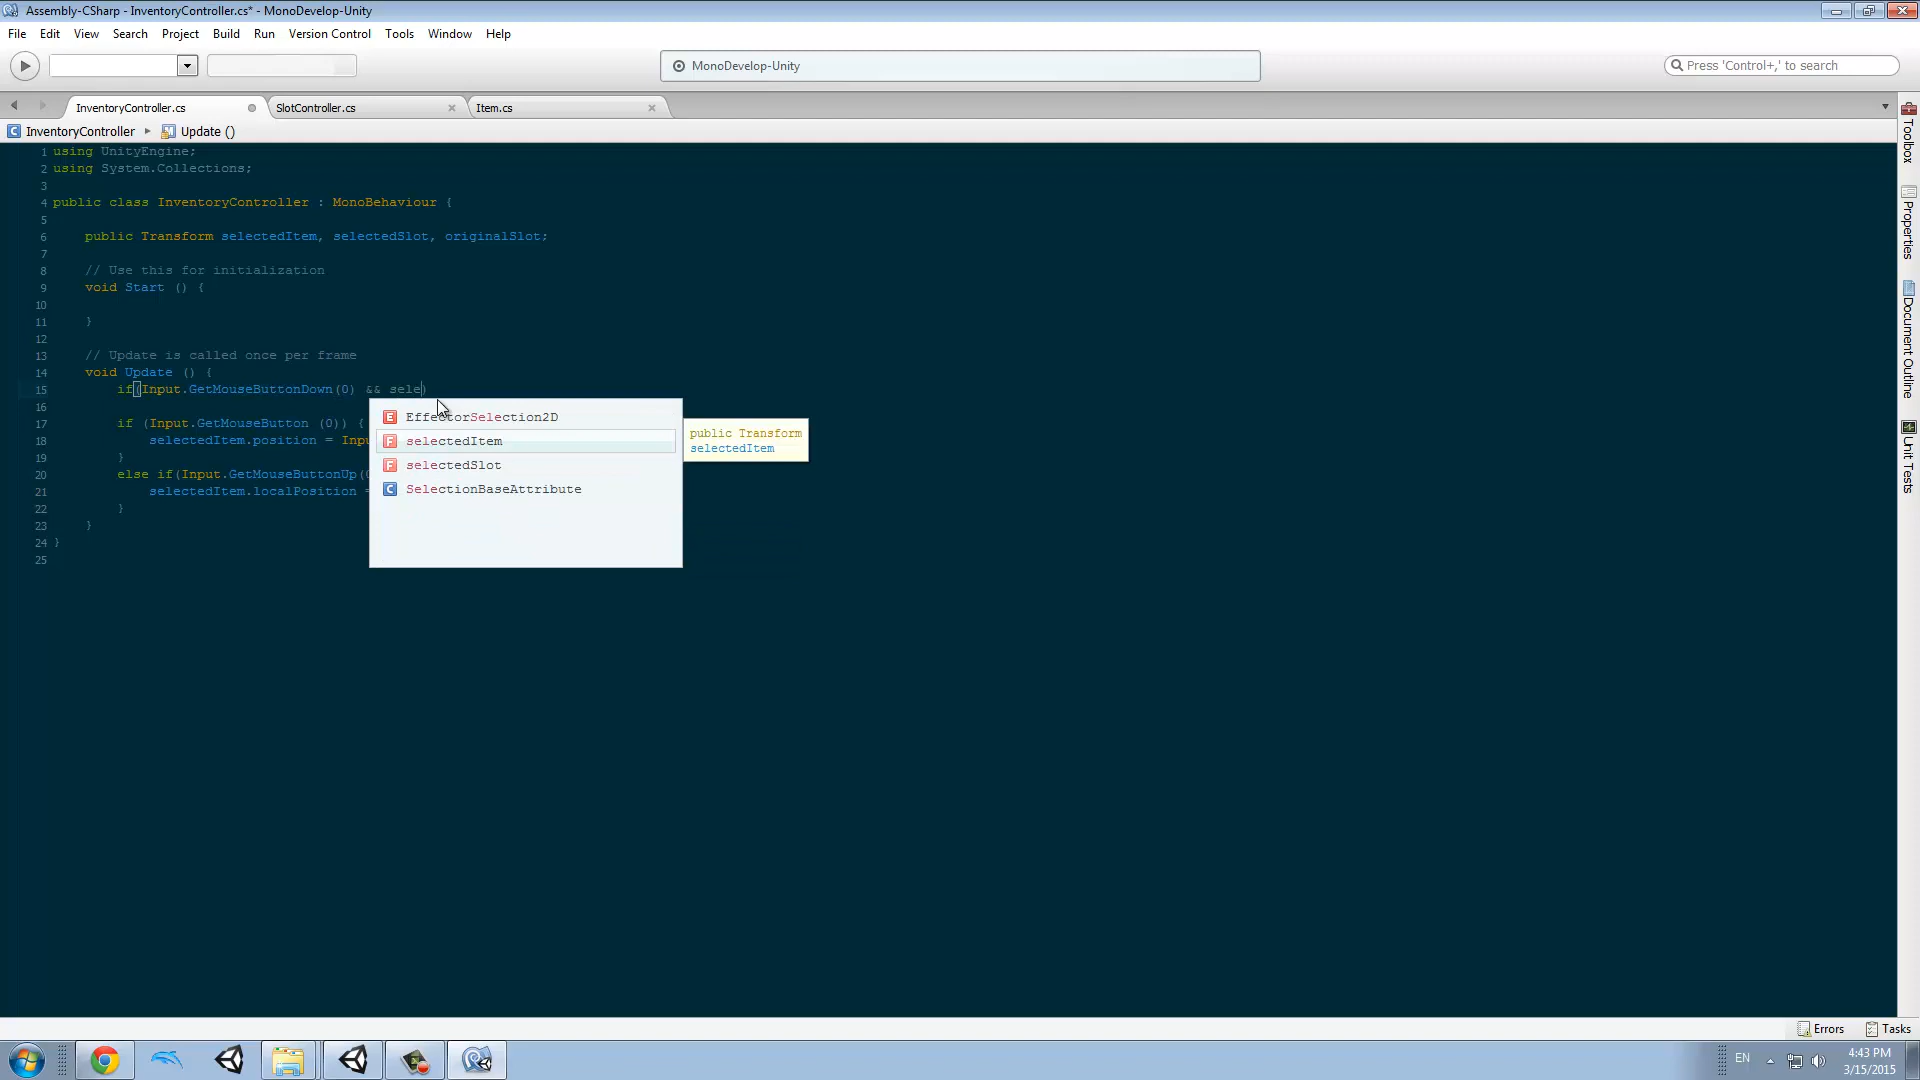 Assembly-CSharp - InventoryController.cs* - MonoDevelop-Unity
File Edit View Search Project Build Run Version Control Tools Window Help
MonoDevelop-Unity
Press 'Control+,' to search
InventoryController.cs SlotController.cs Item.cs
InventoryController Update ()
1 using UnityEngine;
2 using System.Collections;
3
4 public class InventoryController : MonoBehaviour {
5
6 public Transform selectedItem, selectedSlot, originalSlot;
7
8 // Use this for initialization
9 void Start () {
10
11 }
12
13 // Update is called once per frame
14 void Update () {
15 if(Input.GetMouseButtonDown(0) && sele)
16
17 if (Input.GetMouseButton (0)) {
18 selectedItem.position = Inpu
19 }
20 else if(Input.GetMouseButtonUp(
21 selectedItem.localPosition =
22 }
23 }
24 }
25
EffectorSelection2D
selectedItem
selectedSlot
SelectionBaseAttribute
public Transform
selectedItem
Toolbox
Properties
Document Outline
Unit Tests
Errors Tasks
EN
4:43 PM
3/15/2015